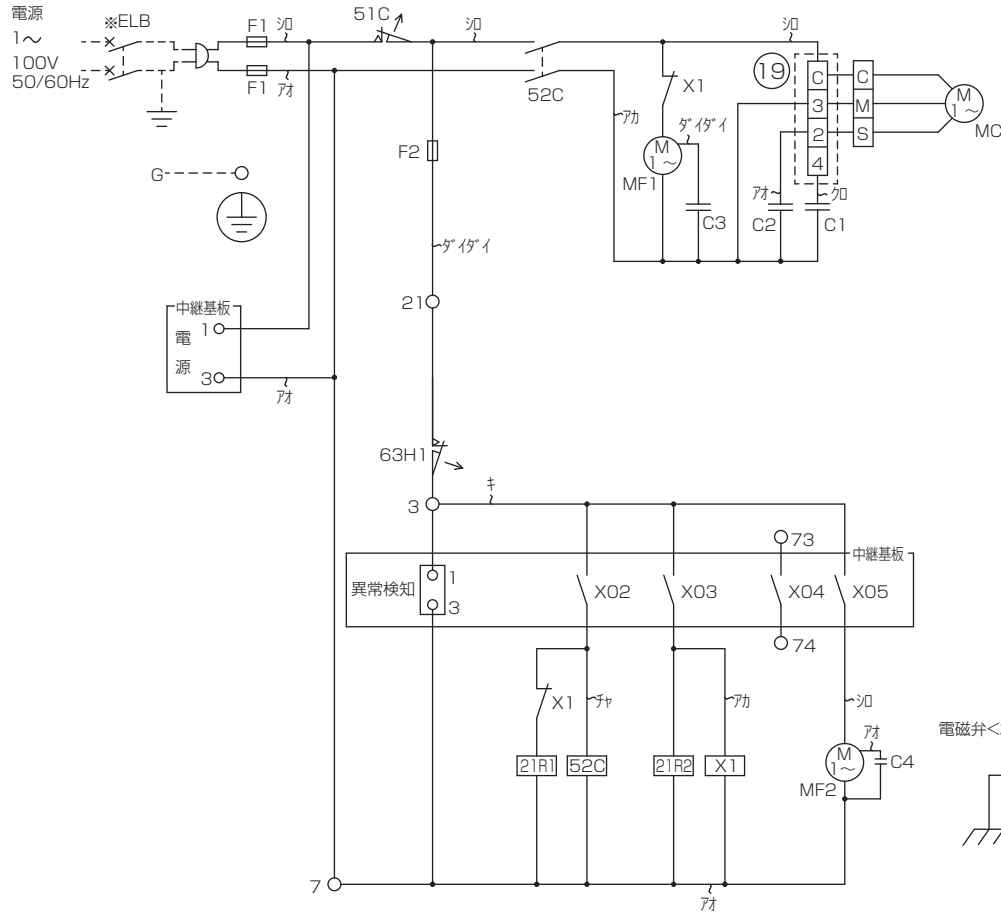 電源
1～
100V
50/60Hz
※ELB
F1
シロ
51C
シロ
シロ
F1
アオ
52C
X1
19
C
C
3
M
2
S
4
M
1～
MC
アカ
ダイダイ
M
1～
MF1
C3
アオ
C2
クロ
C1
F2
G
ダイダイ
21
中継基板
電源
1
3
アオ
63H1
キ
3
73
中継基板
異常検知
1
3
X02
X03
X04
X05
74
X1
チャ
アカ
シロ
21R1
52C
21R2
X1
M
1～
MF2
アオ
C4
電磁弁<
7
アオ